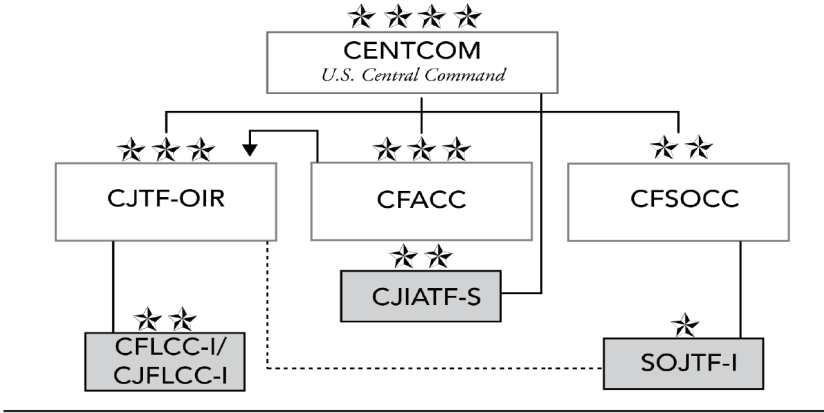 CENTCOM
U.S. Central Command
CJTF-OIR
CFACC
CFSOCC
CJIATF-S
CFLCC-I/
CJFLCC-I
SOJTF-I